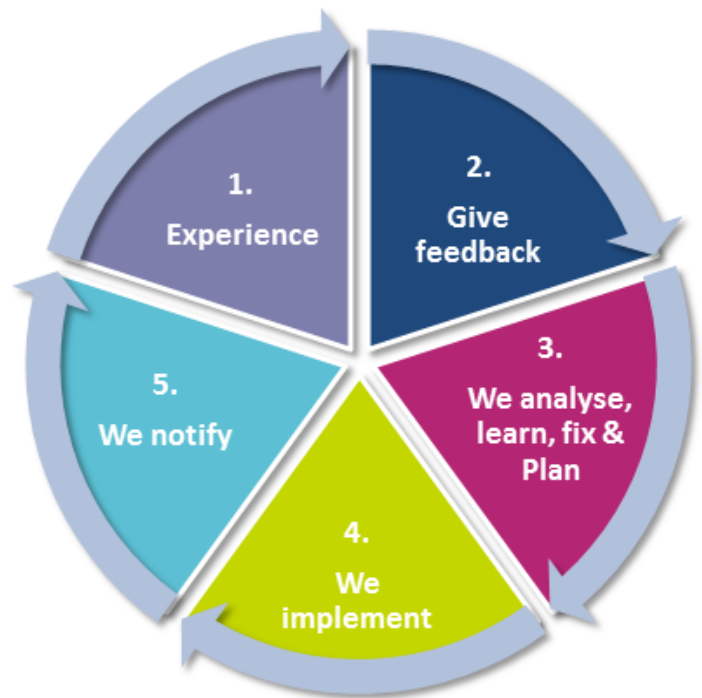 1.
Experience
2.
Give
feedback
3.
We analyse,
learn, fix &
Plan
4.
We
implement
5.
We notify